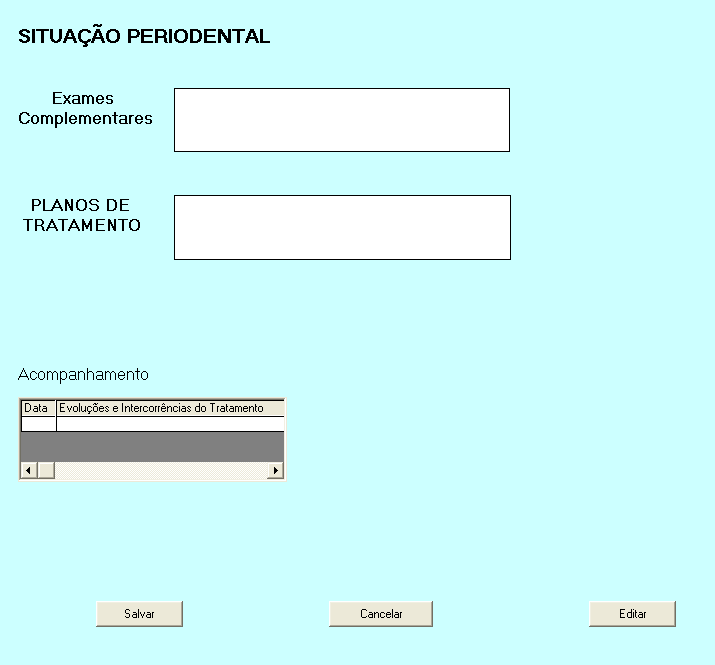 SITUAÇÃO PERIODENTAL
Exames
Complementares
PLANOS DE
TRATAMENTO
Acompanhamento
Data Evoluções e Intercorrências do Tratamento
Salvar Cancelar Editar